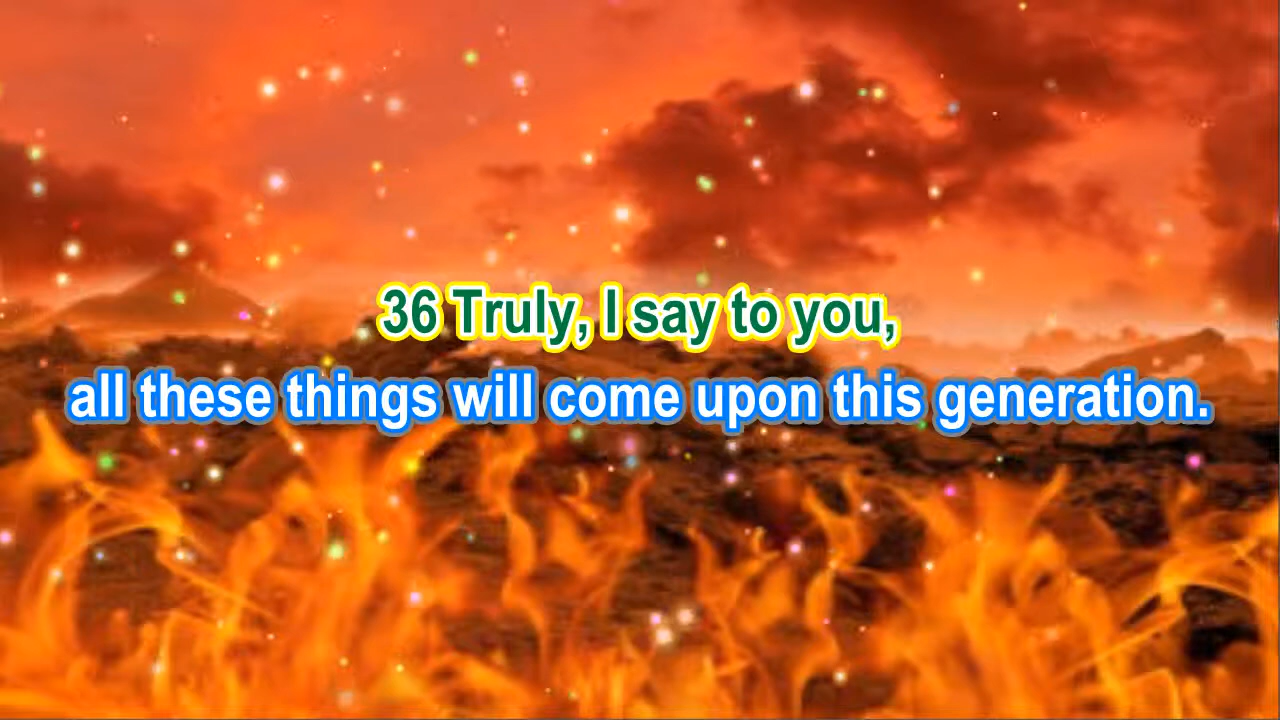 36 Truly, I say to you,
all these things will come upon this generation.